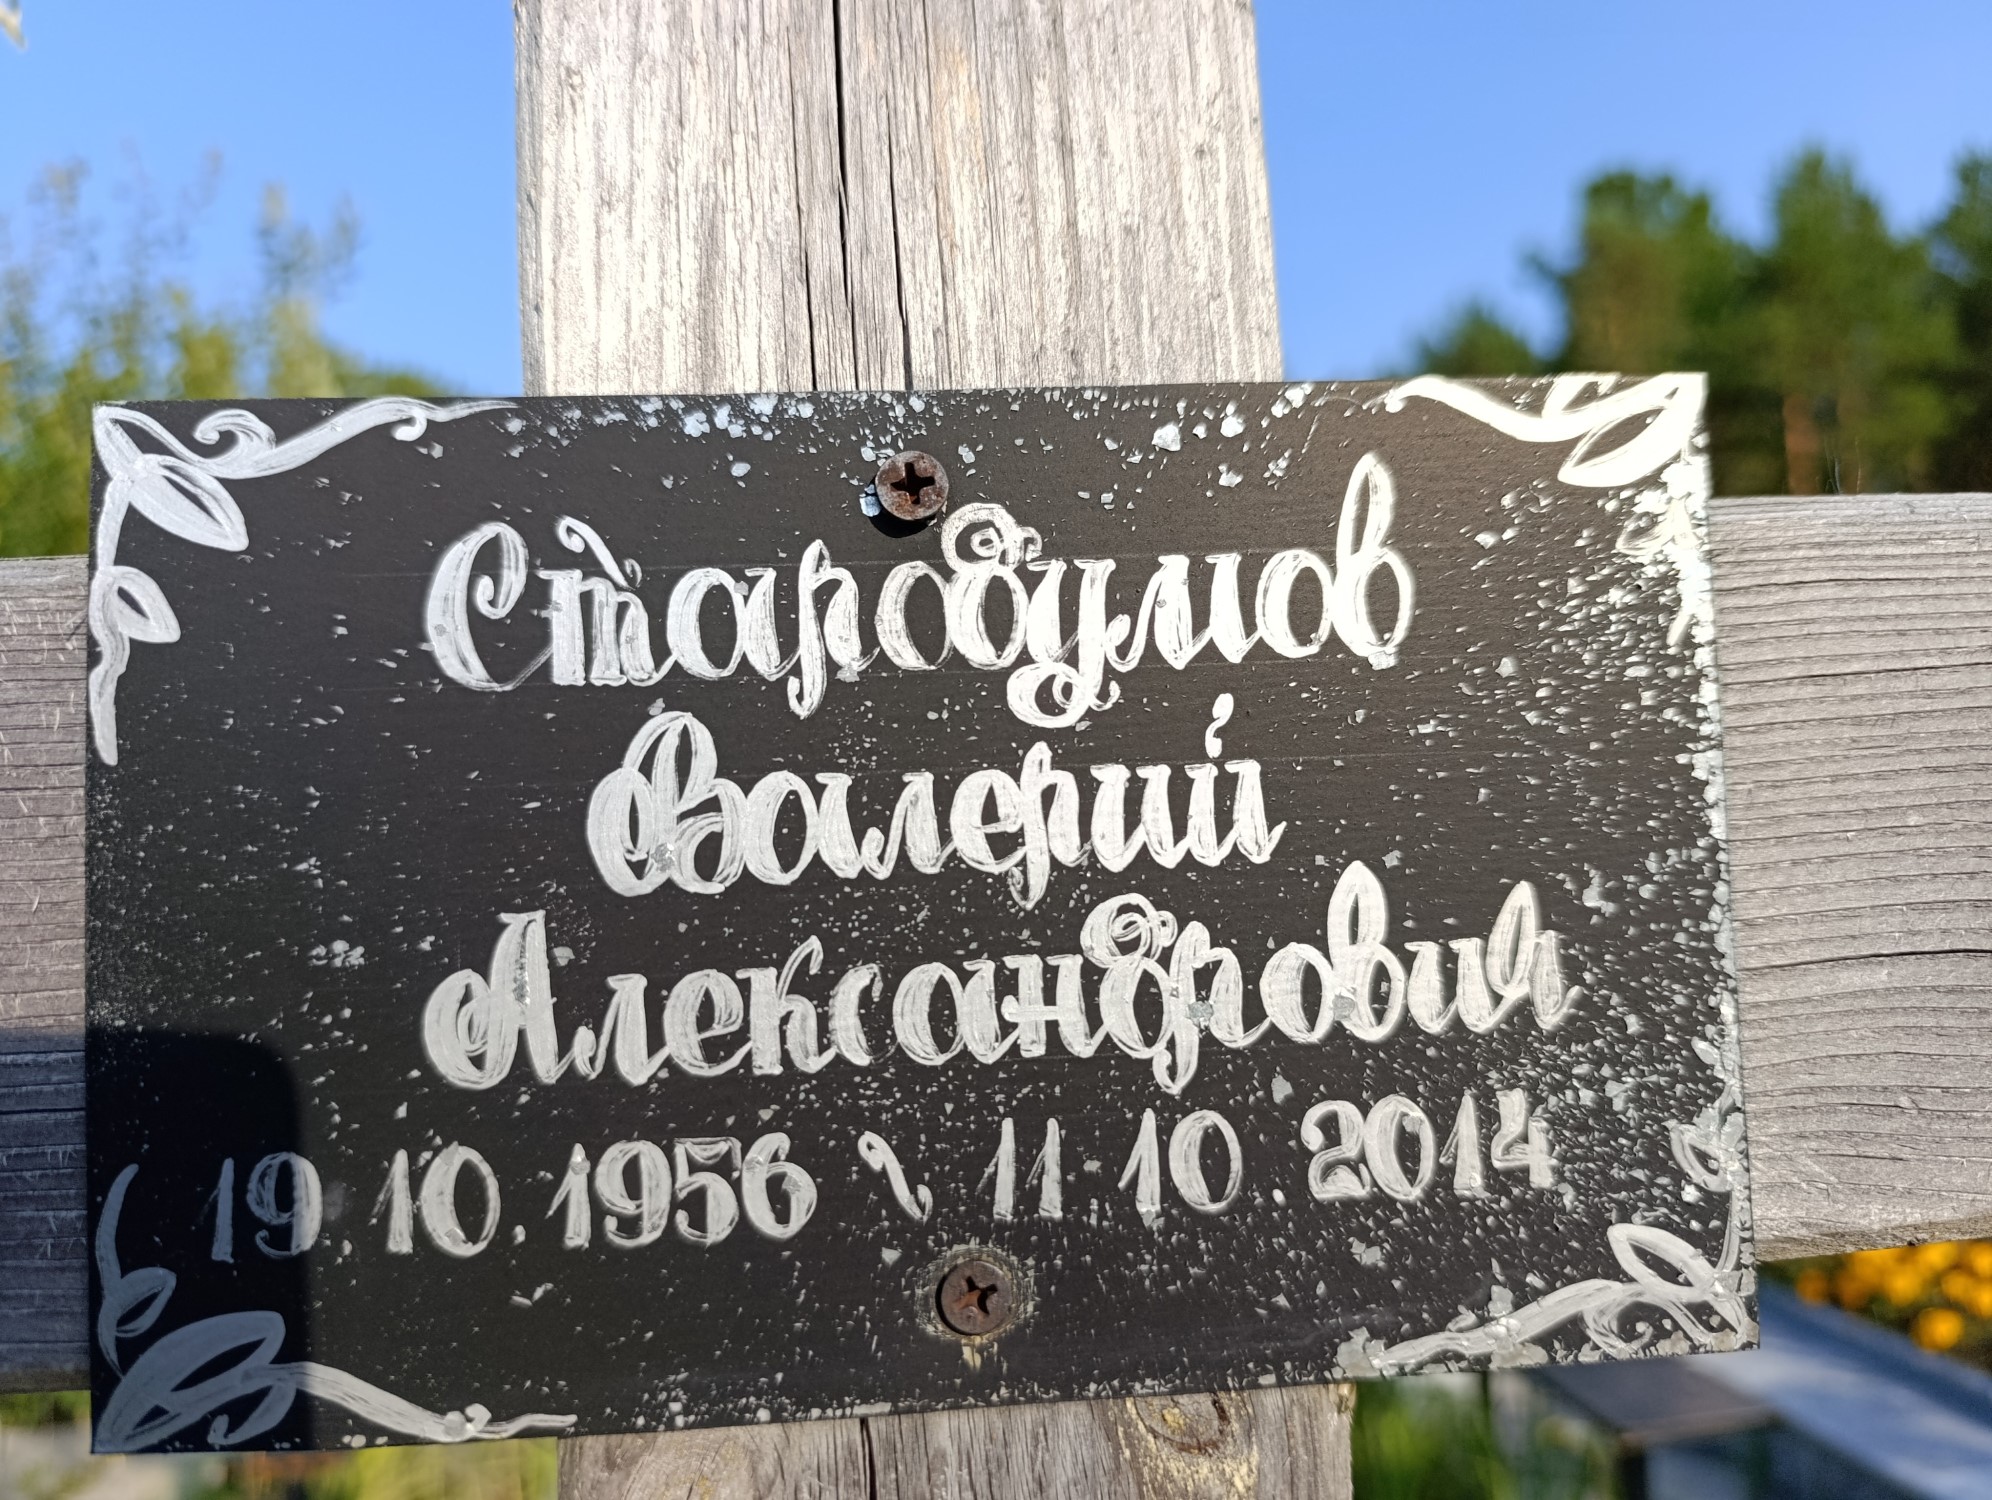 Стародумов
Валерий
Александрович
19.10.1956 \ 11.10.2014